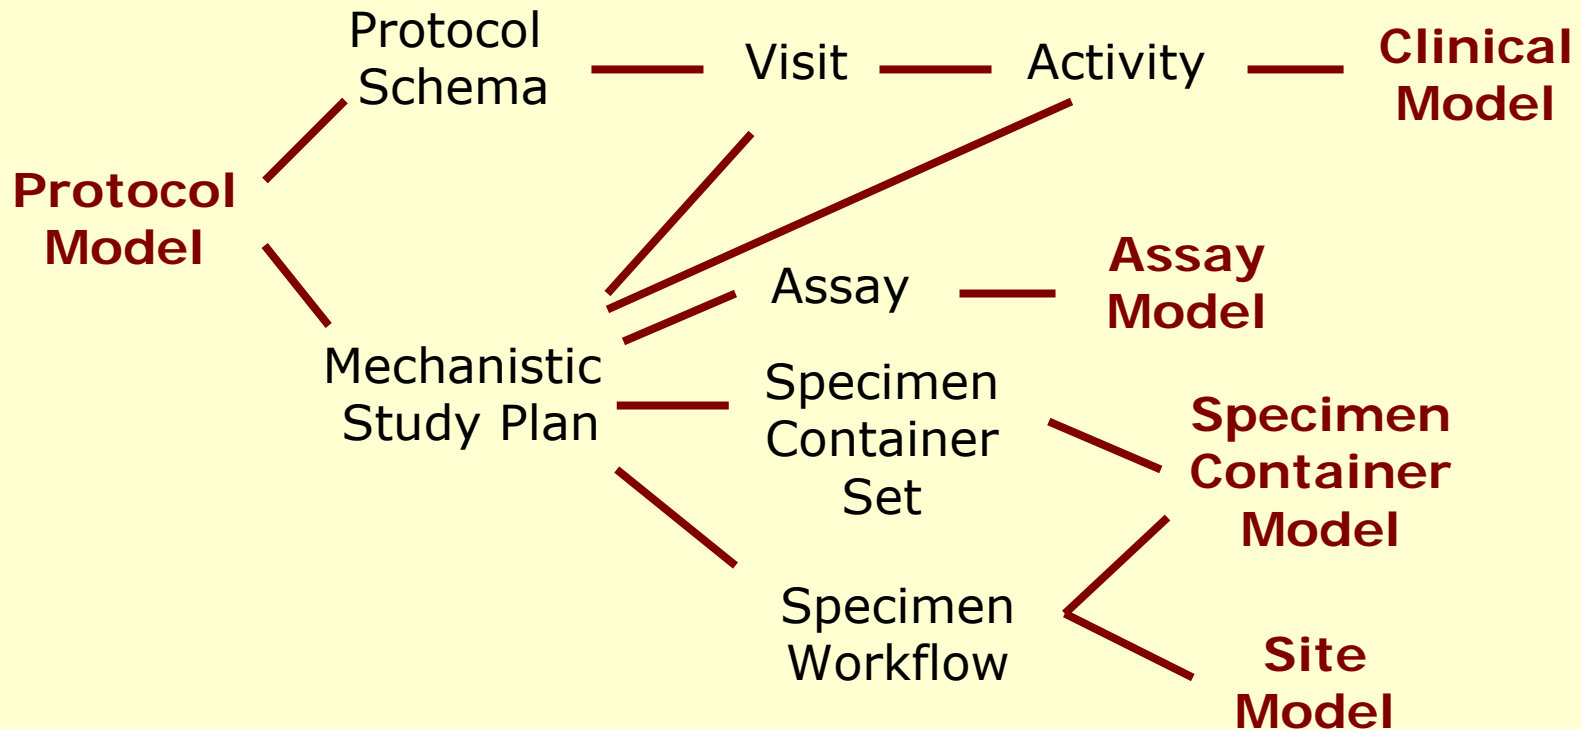 Protocol
Schema
Visit
Activity
Clinical
Model
Protocol
Model
Assay
Assay
Model
Mechanistic
Study Plan
Specimen
Container
Set
Specimen
Container
Model
Specimen
Workflow
Site
Model